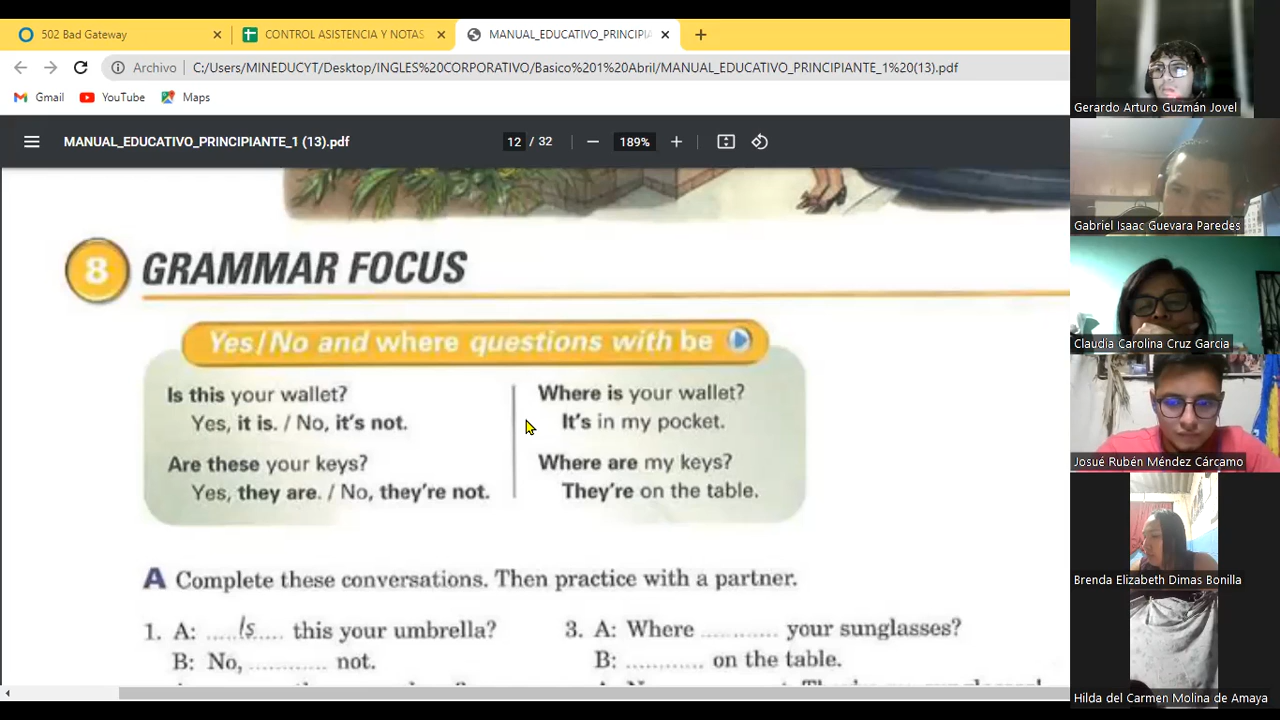 502 Bad Gateway
CONTROL ASISTENCIA Y NOTAS
MANUAL_EDUCATIVO_PRINCIPIA
Archivo
C:/Users/MINEDUCYT/Desktop/INGLES%20CORPORATIVO/Basico%201%20Abril/MANUAL_EDUCATIVO_PRINCIPIANTE_1%20(13).pdf
Gmail
YouTube
Maps
MANUAL_EDUCATIVO_PRINCIPIANTE_1 (13).pdf
12 / 32
189%
8 GRAMMAR FOCUS
Yes/No and where questions with be
Is this your wallet?
Yes, it is. / No, it's not.
Are these your keys?
Yes, they are. / No, they're not.
Where is your wallet?
It's in my pocket.
Where are my keys?
They're on the table.
A Complete these conversations. Then practice with a partner.
1. A: .....Is..... this your umbrella?
B: No, ............ not.
3. A: Where ............ your sunglasses?
B: ............ on the table.
Gerardo Arturo Guzmán Jovel
Gabriel Isaac Guevara Paredes
Claudia Carolina Cruz Garcia
Josué Rubén Méndez Cárcamo
Brenda Elizabeth Dimas Bonilla
Hilda del Carmen Molina de Amaya